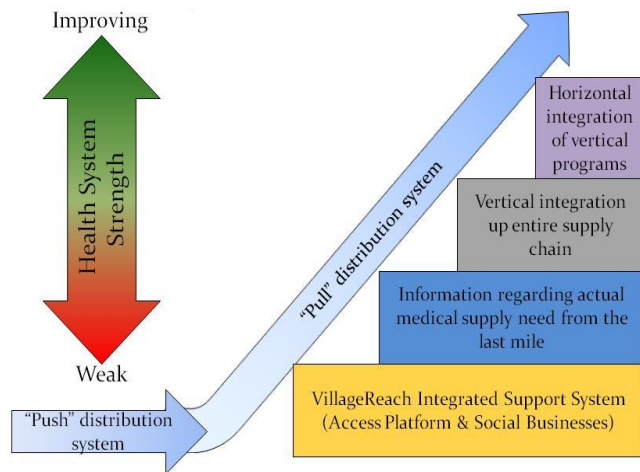 Improving
Health System
Strength
Weak
“Push” distribution
system
“Pull” distribution system
Horizontal
integration
of vertical
programs
Vertical integration
up entire supply
chain
Information regarding actual
medical supply need from the
last mile
VillageReach Integrated Support System
(Access Platform & Social Businesses)